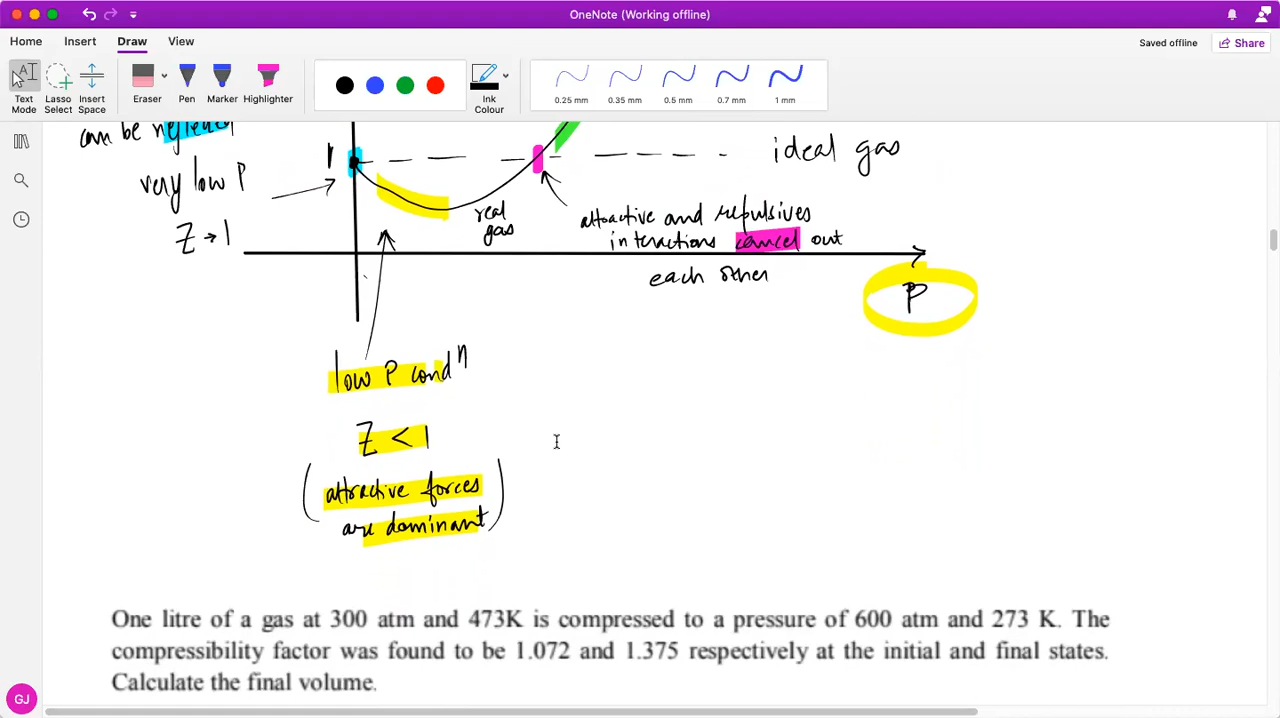 OneNote (Working offline)
Home Insert Draw View
Saved offline
Share
Text Mode
Lasso Select
Insert Space
Eraser
Pen
Marker
Highlighter
Ink Colour
0.25 mm
0.35 mm
0.5 mm
0.7 mm
1 mm
can be
very low P
Z → 1
1
ideal gas
real gas
attractive and repulsives
interactions cancel out
each other
P
low P condⁿ
Z < 1
(attractive forces
are dominant)
One litre of a gas at 300 atm and 473K is compressed to a pressure of 600 atm and 273 K. The
compressibility factor was found to be 1.072 and 1.375 respectively at the initial and final states.
Calculate the final volume.
GJ